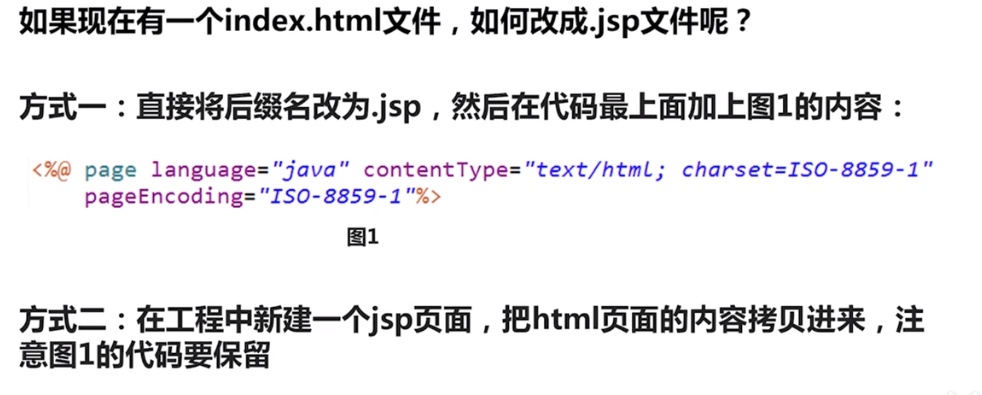 如果现在有一个index.html文件，如何改成.jsp文件呢？
方式一：直接将后缀名改为.jsp，然后在代码最上面加上图1的内容：
<%@ page language="java" contentType="text/html; charset=ISO-8859-1"
pageEncoding="ISO-8859-1"%>
图1
方式二：在工程中新建一个jsp页面，把html页面的内容拷贝进来，注
意图1的代码要保留